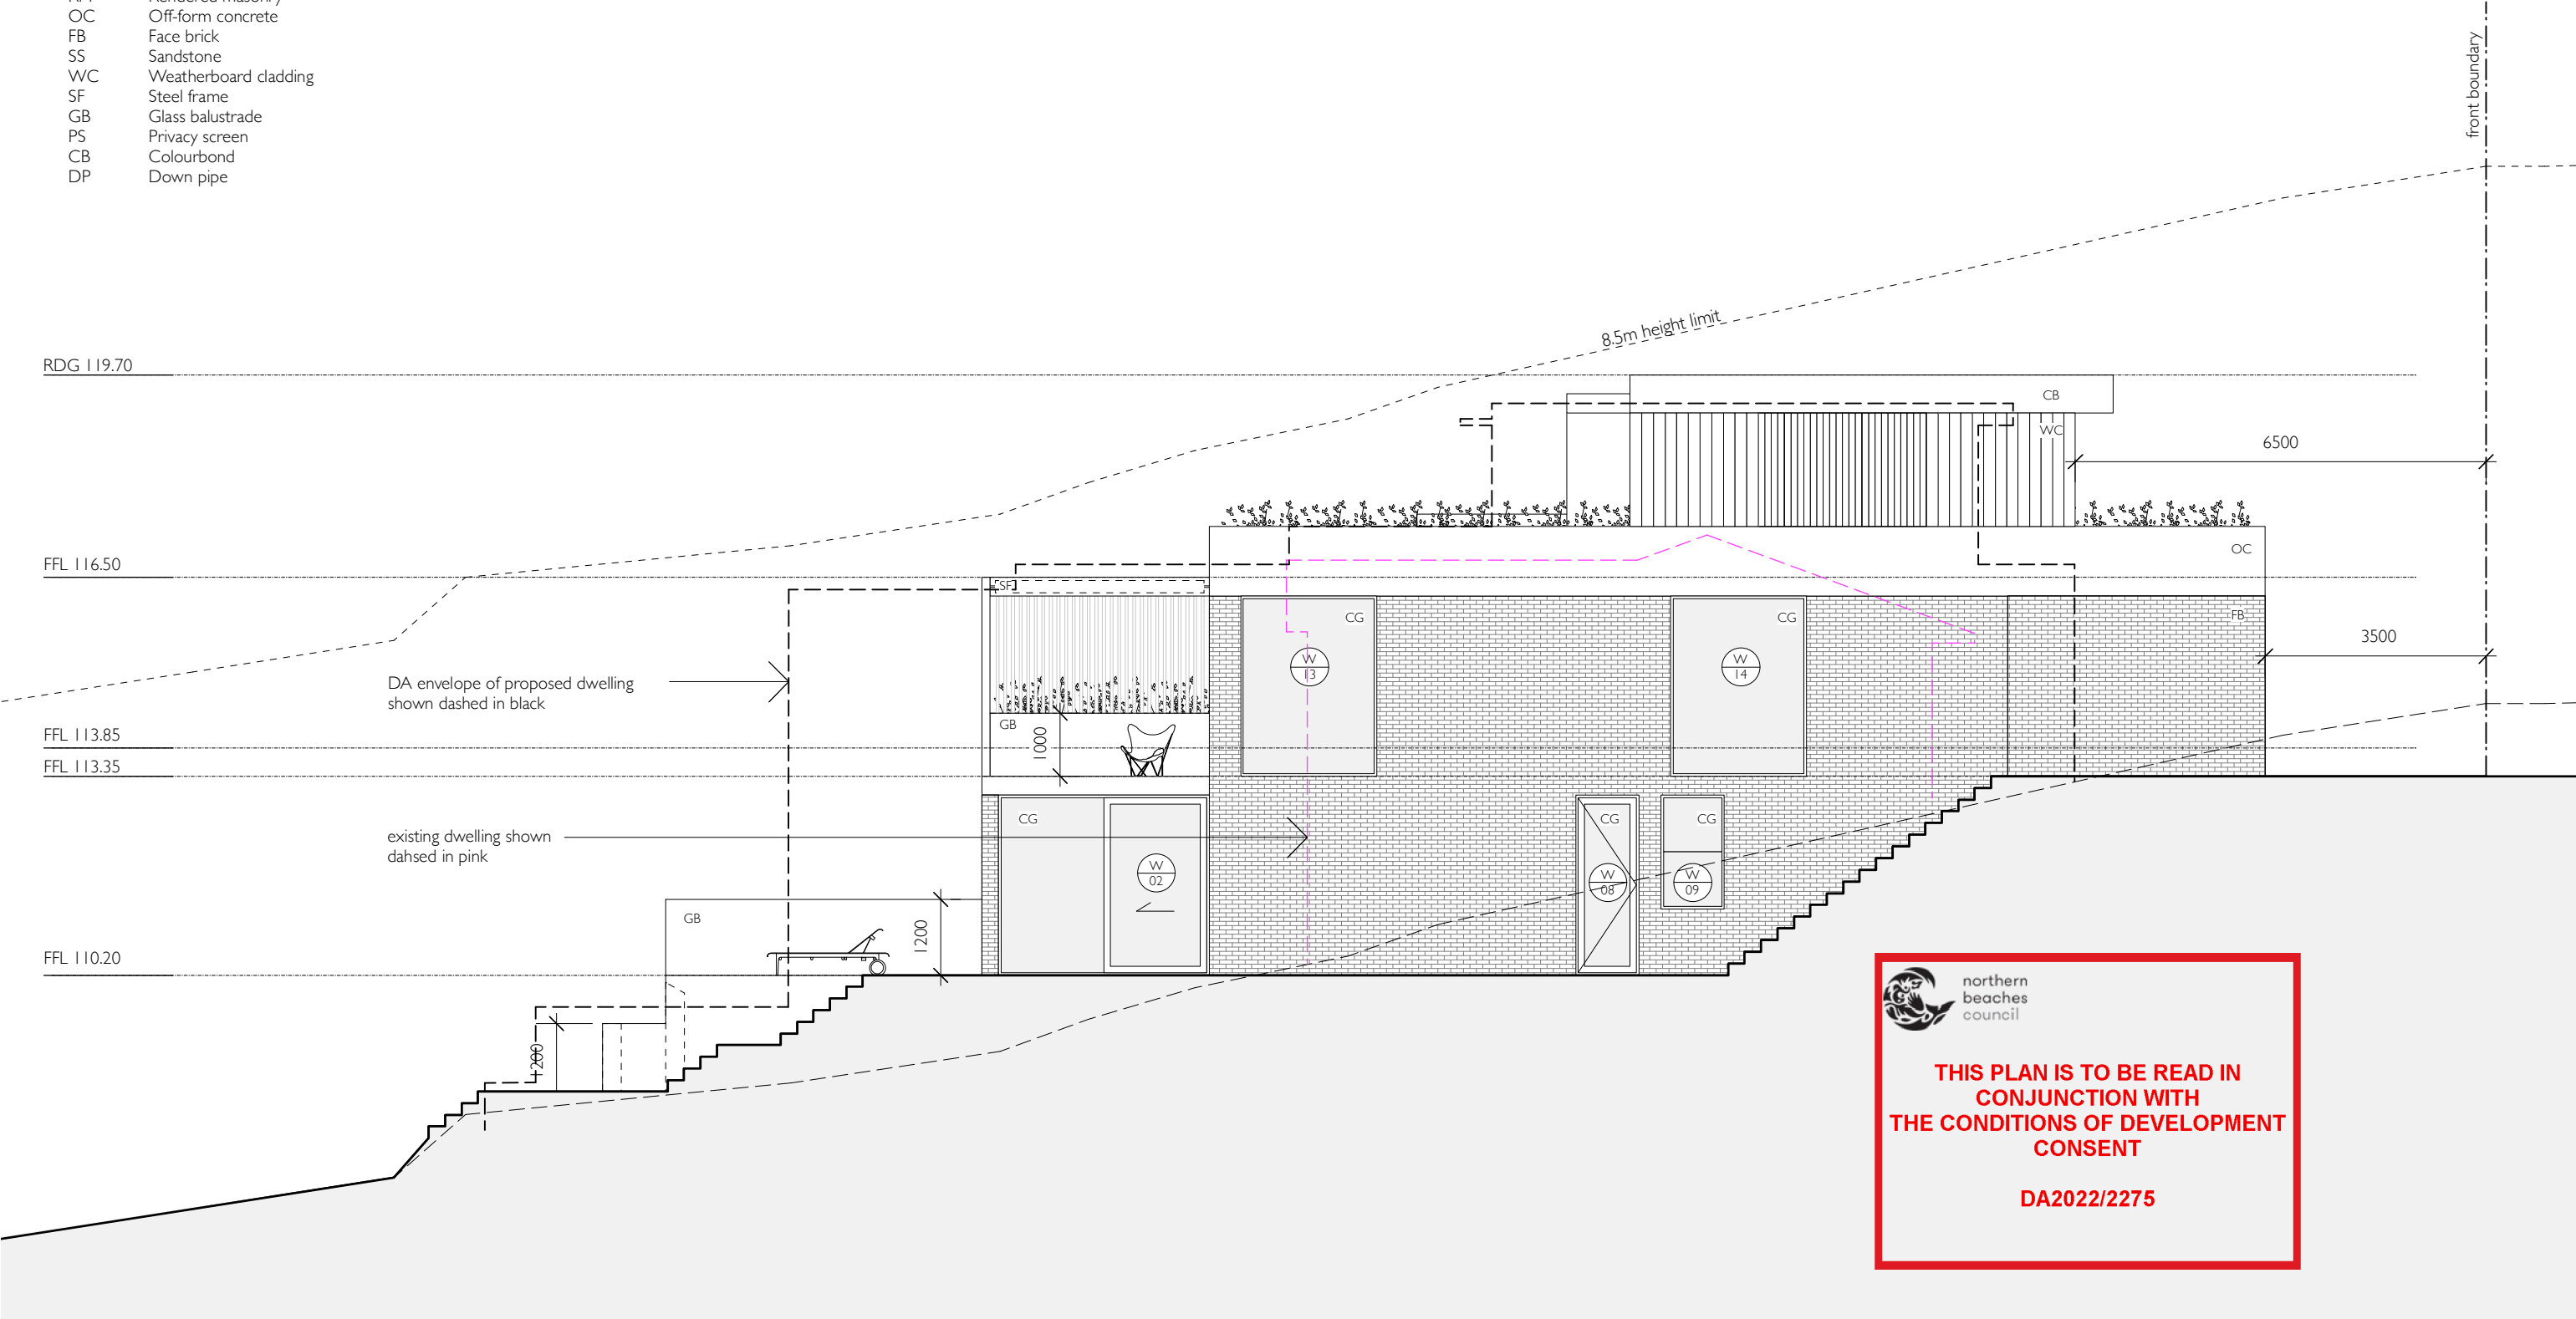 OC Off-form concrete
FB Face brick
SS Sandstone
WC Weatherboard cladding
SF Steel frame
GB Glass balustrade
PS Privacy screen
CB Colourbond
DP Down pipe
front boundary
8.5m height limit
RDG 119.70
CB
WC
6500
FFL 116.50
OC
SF
CG
CG
FB
3500
W
13
W
14
DA envelope of proposed dwelling
shown dashed in black
GB
1000
FFL 113.85
FFL 113.35
CG
CG
CG
existing dwelling shown
dahsed in pink
W
02
W
08
W
09
GB
1200
FFL 110.20
1200
northern
beaches
council
THIS PLAN IS TO BE READ IN
CONJUNCTION WITH
THE CONDITIONS OF DEVELOPMENT
CONSENT
DA2022/2275